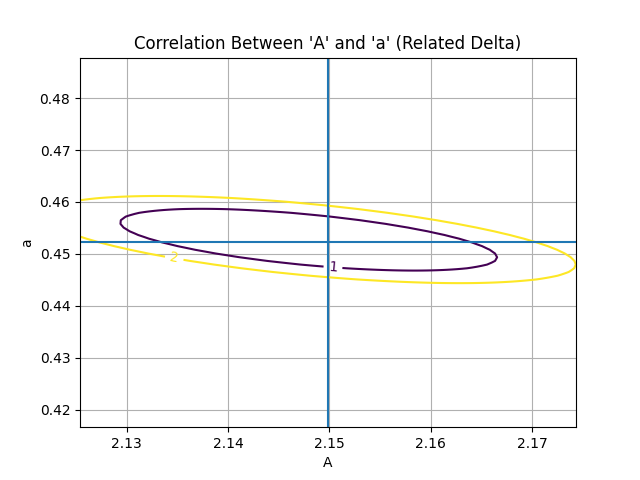 Correlation Between 'A' and 'a' (Related Delta)
0.48
0.47
0.46
0.45
0.44
0.43
0.42
a
2
1
2.13 2.14 2.15 2.16 2.17
A